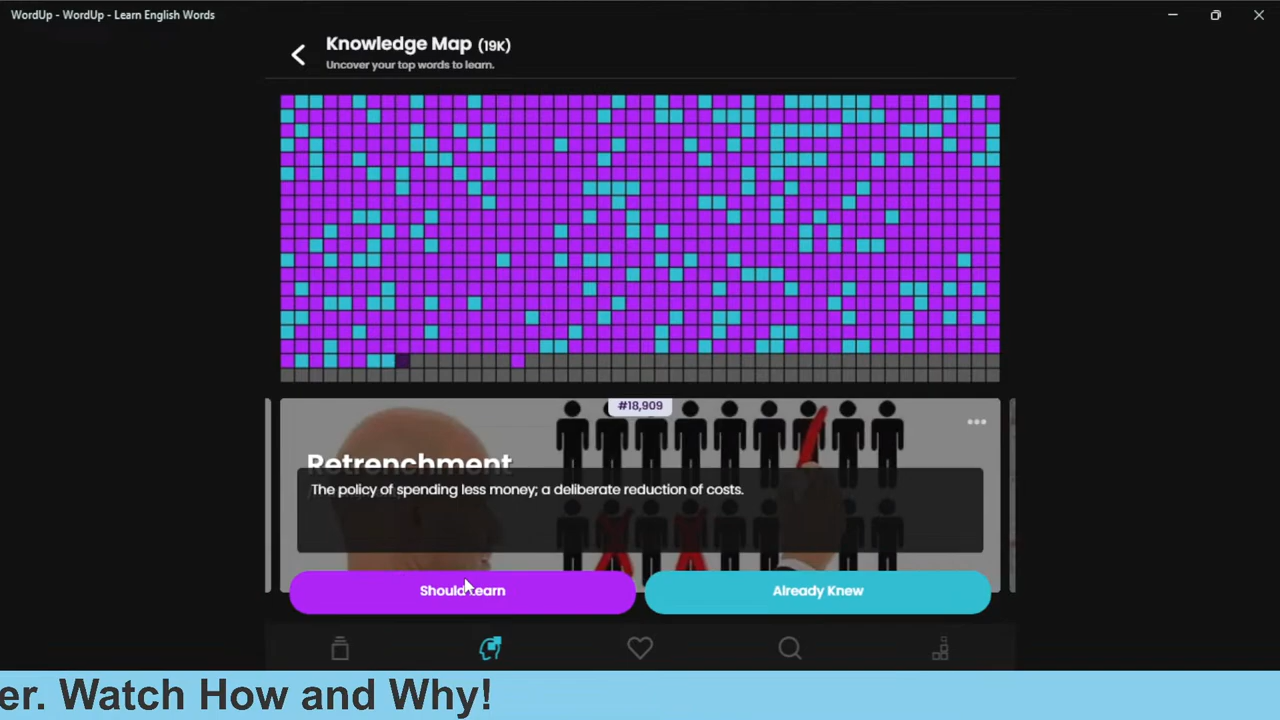 WordUp - WordUp - Learn English Words
Knowledge Map (19K)
Uncover your top words to learn.
#18,909
Retrenchment
The policy of spending less money; a deliberate reduction of costs.
Should Learn
Already Knew
er. Watch How and Why!